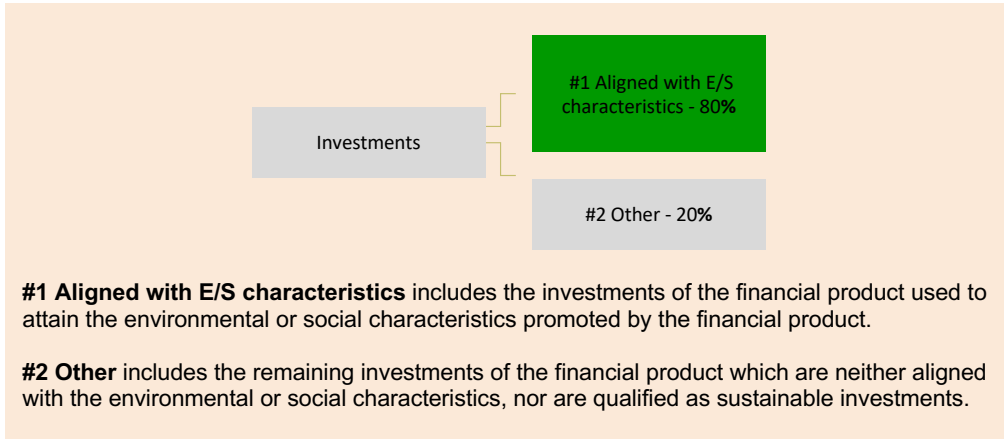 #1 Aligned with E/S
characteristics - 80%
Investments
#2 Other - 20%
#1 Aligned with E/S characteristics includes the investments of the financial product used to
attain the environmental or social characteristics promoted by the financial product.
#2 Other includes the remaining investments of the financial product which are neither aligned
with the environmental or social characteristics, nor are qualified as sustainable investments.